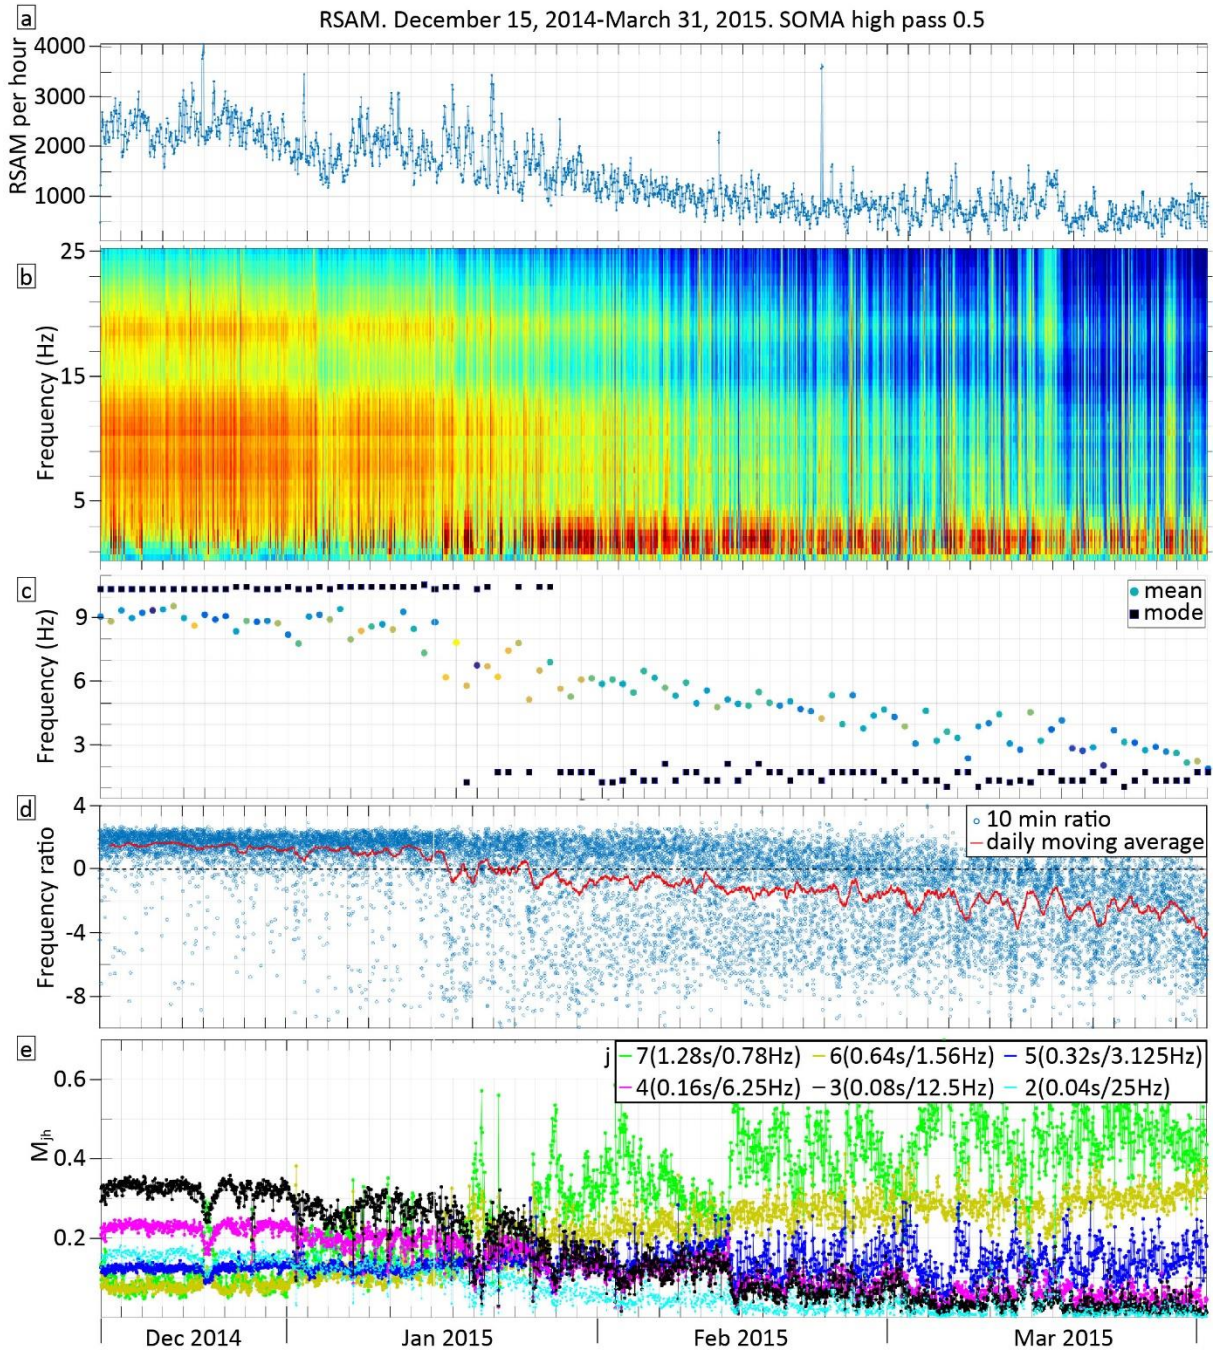 a
RSAM. December 15, 2014-March 31, 2015. SOMA high pass 0.5
RSAM per hour
4000
3000
2000
1000
b
Frequency (Hz)
25
15
5
c
Frequency (Hz)
9
6
3
mean
mode
d
Frequency ratio
4
0
-4
-8
10 min ratio
daily moving average
e
Mjh
0.6
0.4
0.2
j 7(1.28s/0.78Hz) 6(0.64s/1.56Hz) 5(0.32s/3.125Hz)
4(0.16s/6.25Hz) 3(0.08s/12.5Hz) 2(0.04s/25Hz)
Dec 2014 Jan 2015 Feb 2015 Mar 2015